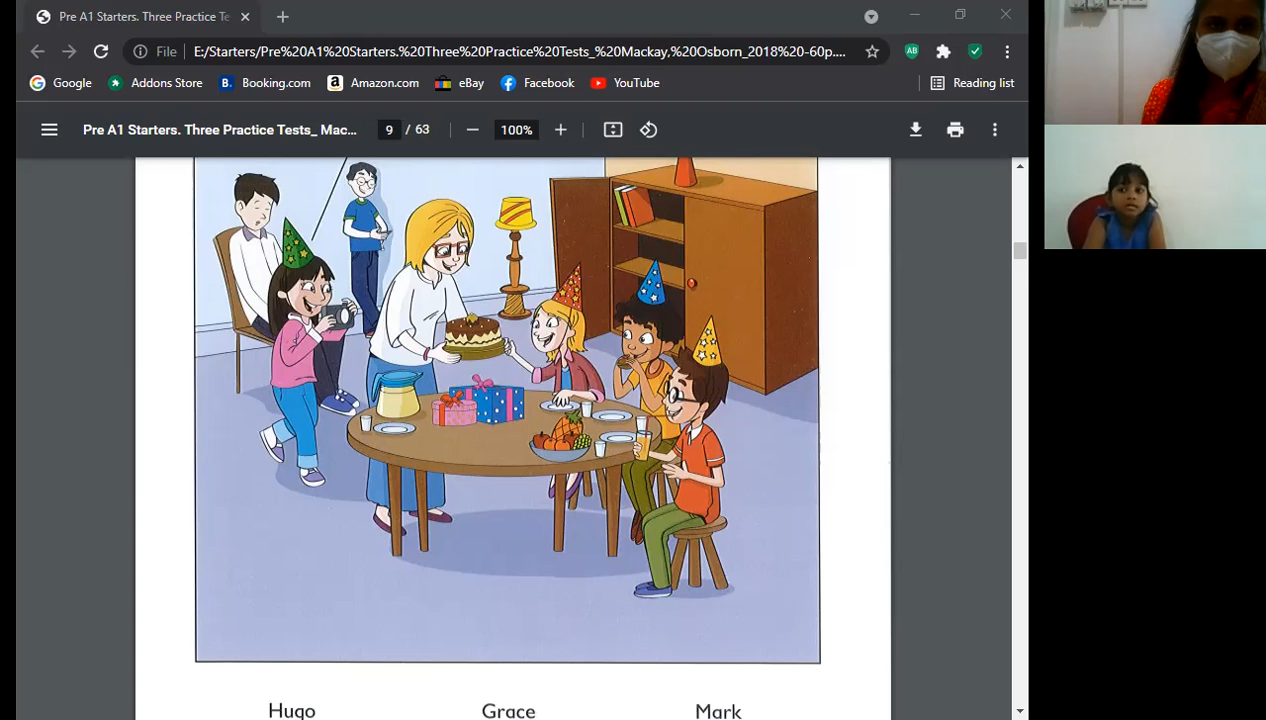 Pre A1 Starters. Three Practice Te
File E:/Starters/Pre%20A1%20Starters.%20Three%20Practice%20Tests_%20Mackay,%20Osborn_2018%20-60p....
AB
Google Addons Store B. Booking.com a Amazon.com eBay Facebook YouTube Reading list
Pre A1 Starters. Three Practice Tests_ Mac... 9 / 63 100%
Hugo Grace Mark